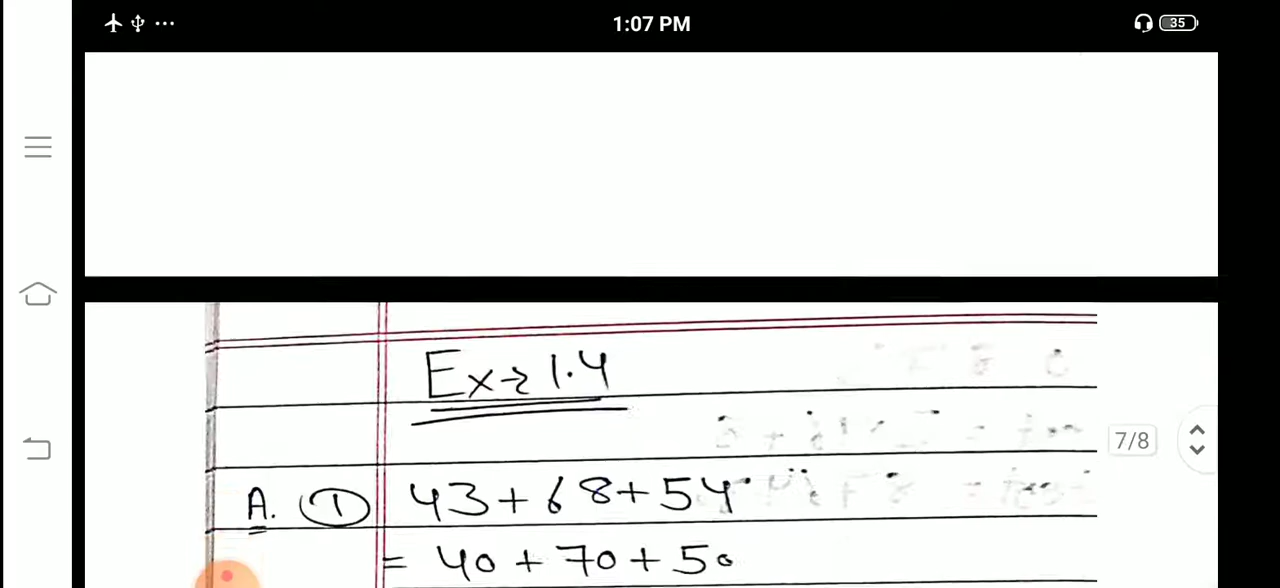 1:07 PM
35
Ex→ 1.4
7/8
A. ① 43+68+54
= 40 + 70 + 50